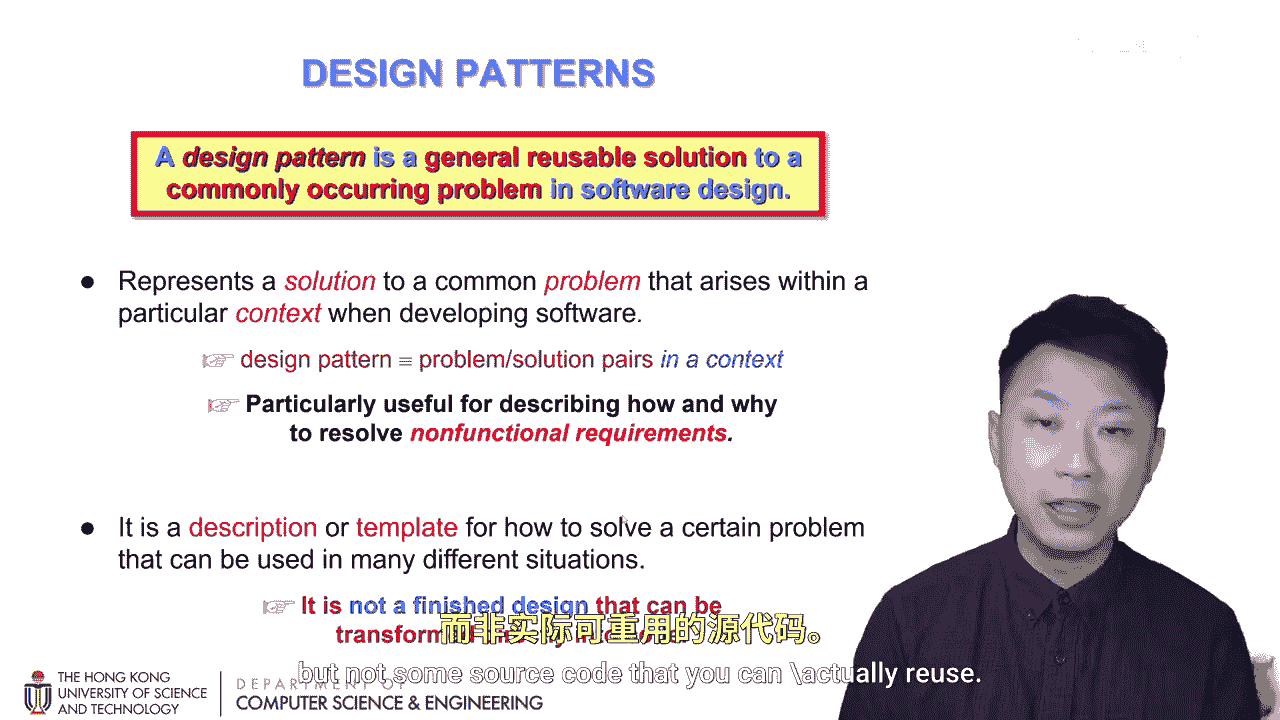 DESIGN PATTERNS
A design pattern is a general reusable solution to a
commonly occurring problem in software design.
● Represents a solution to a common problem that arises within a
particular context when developing software.
☞ design pattern ≡ problem/solution pairs in a context
☞ Particularly useful for describing how and why
to resolve nonfunctional requirements.
● It is a description or template for how to solve a certain problem
that can be used in many different situations.
☞ It is not a finished design that can be
而非实际可重用的源代码。
but not some source code that you can \actually reuse.
THE HONG KONG
UNIVERSITY OF SCIENCE
AND TECHNOLOGY
DEPARTMENT OF
COMPUTER SCIENCE & ENGINEERING